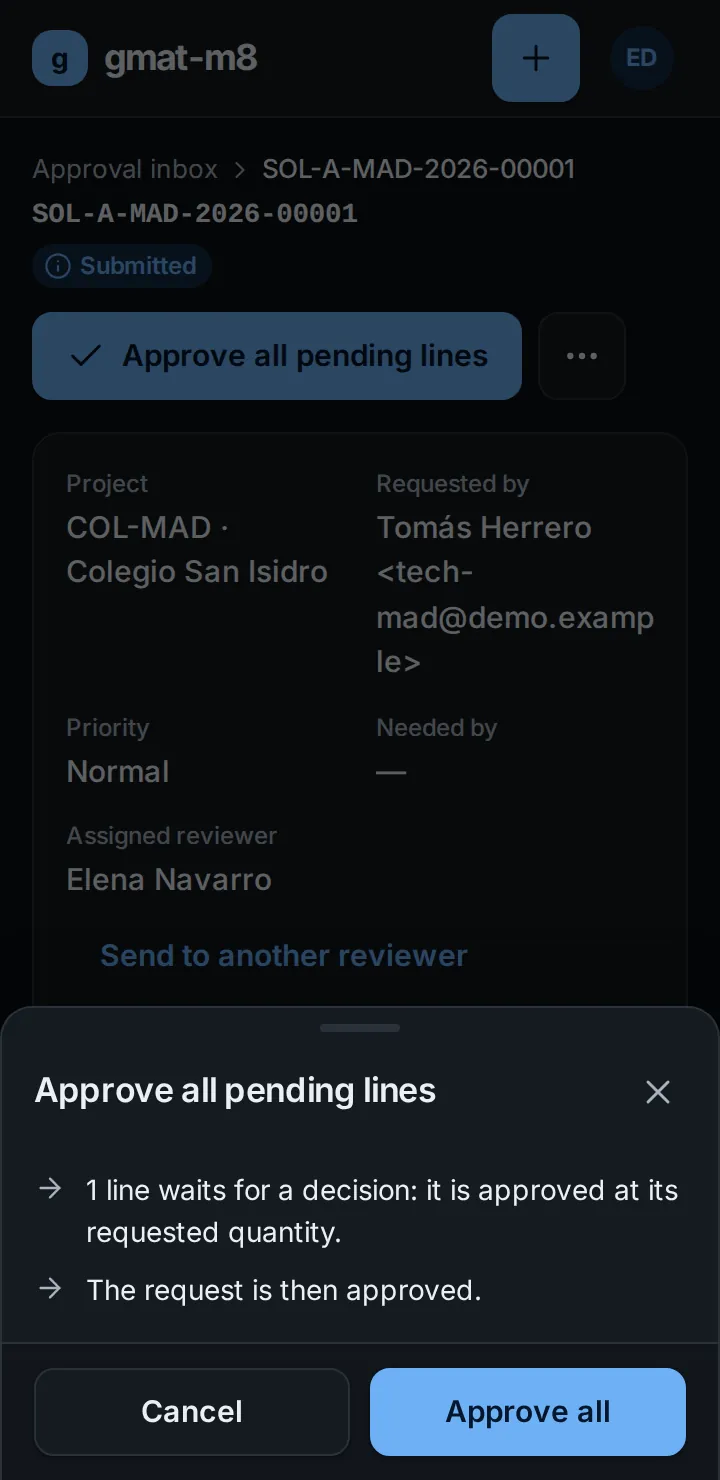 g gmat-m8 ED
Approval inbox > SOL-A-MAD-2026-00001
SOL-A-MAD-2026-00001
Submitted
Approve all pending lines
Project
COL-MAD ·
Colegio San Isidro
Requested by
Tomás Herrero
<tech-
mad@demo.examp
le>
Priority
Normal
Needed by
—
Assigned reviewer
Elena Navarro
Send to another reviewer
Approve all pending lines
1 line waits for a decision: it is approved at its
requested quantity.
The request is then approved.
Cancel
Approve all